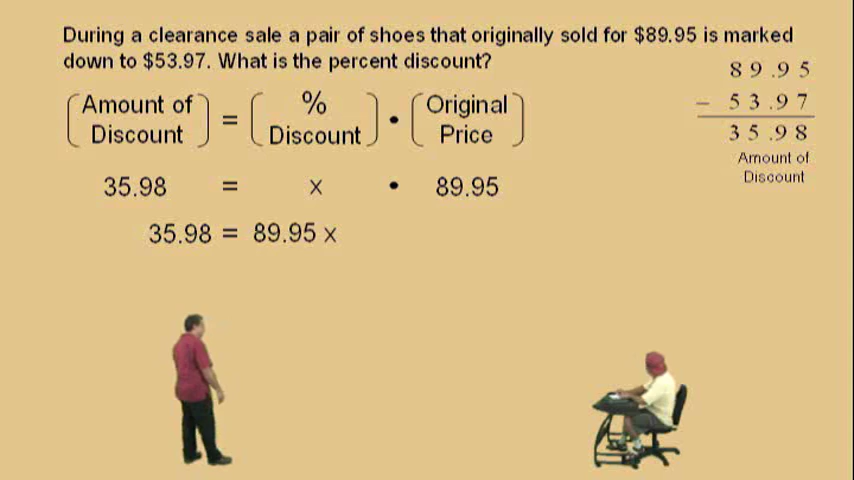 During a clearance sale a pair of shoes that originally sold for $89.95 is marked
down to $53.97. What is the percent discount?
89.95
− 53.97
35.98
Amount of
Discount
(Amount of Discount) = (% Discount) • (Original Price)
35.98 = x • 89.95
35.98 = 89.95 x